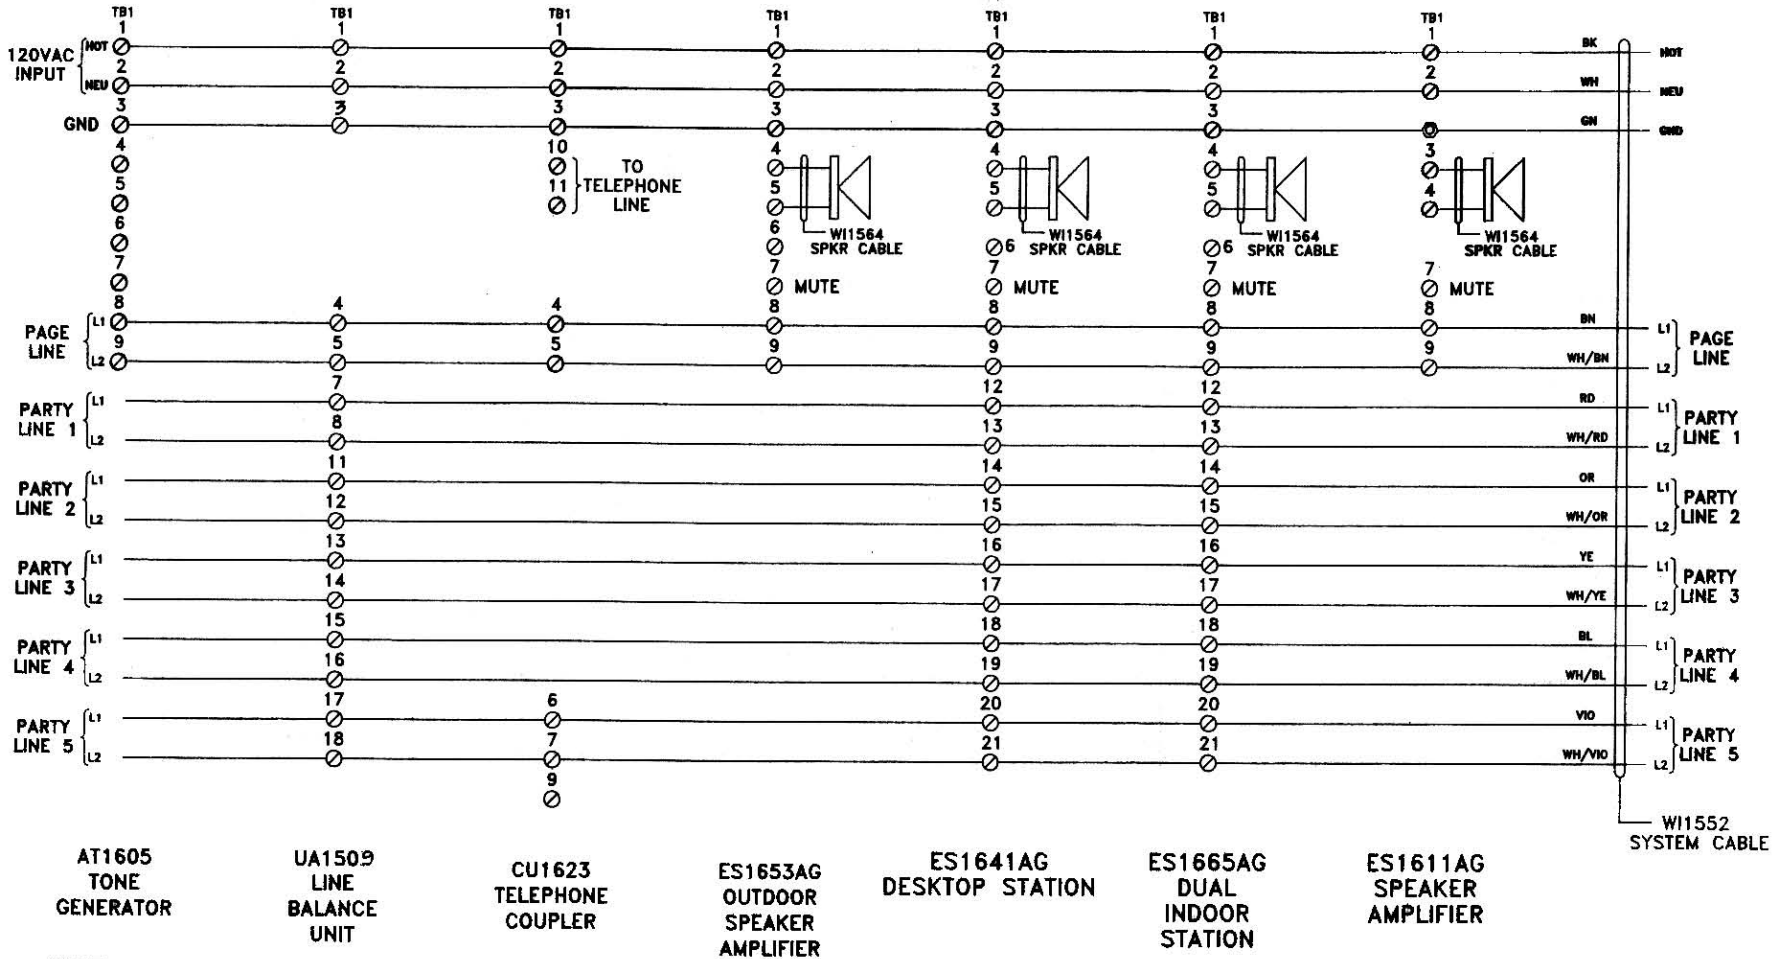 TB1 TB1 TB1 TB1 TB1 TB1 TB1
1 1 1 1 1 1 1
120VAC INPUT HOT BK HOT
2 2 2 2 2 2 2
NEU WH NEU
3 3 3 3 3 3
GND GN GND
4 10 4 4 4 3
TO TELEPHONE LINE
5 11 5 5 5 4
6 6 6 6
WI1564 SPKR CABLE WI1564 SPKR CABLE WI1564 SPKR CABLE WI1564 SPKR CABLE
7 7 7 7 7
MUTE MUTE MUTE MUTE
8 4 4 8 8 8 8
PAGE LINE L1 BN L1 PAGE LINE
9 5 5 9 9 9 9
L2 WH/BN L2
7 12 12
PARTY LINE 1 L1 RD L1 PARTY LINE 1
8 13 13
L2 WH/RD L2
11 14 14
PARTY LINE 2 L1 OR L1 PARTY LINE 2
12 15 15
L2 WH/OR L2
13 16 16
PARTY LINE 3 L1 YE L1 PARTY LINE 3
14 17 17
L2 WH/YE L2
15 18 18
PARTY LINE 4 L1 BL L1 PARTY LINE 4
16 19 19
L2 WH/BL L2
17 6 20 20
PARTY LINE 5 L1 VIO L1 PARTY LINE 5
18 7 21 21
L2 WH/VIO L2
9
WI1552
SYSTEM CABLE
AT1605
TONE
GENERATOR
UA1509
LINE
BALANCE
UNIT
CU1623
TELEPHONE
COUPLER
ES1653AG
OUTDOOR
SPEAKER
AMPLIFIER
ES1641AG
DESKTOP STATION
ES1665AG
DUAL
INDOOR
STATION
ES1611AG
SPEAKER
AMPLIFIER